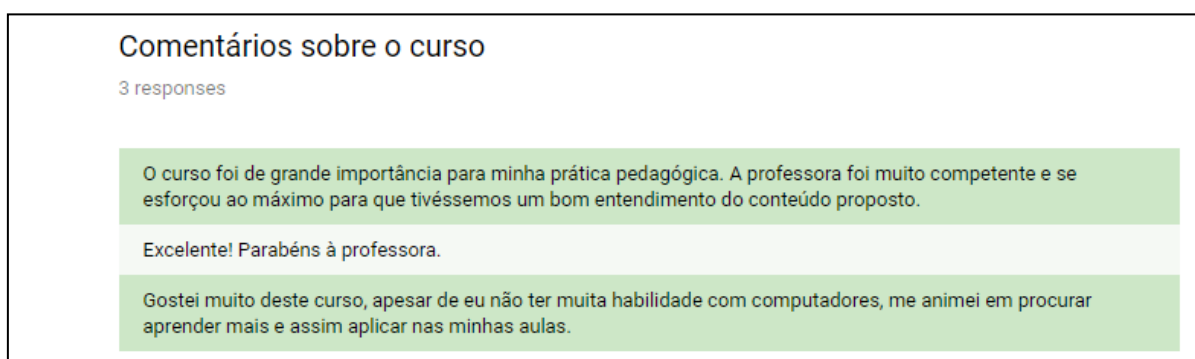 Comentários sobre o curso
3 responses
O curso foi de grande importância para minha prática pedagógica. A professora foi muito competente e se
esforçou ao máximo para que tivéssemos um bom entendimento do conteúdo proposto.
Excelente! Parabéns à professora.
Gostei muito deste curso, apesar de eu não ter muita habilidade com computadores, me animei em procurar
aprender mais e assim aplicar nas minhas aulas.